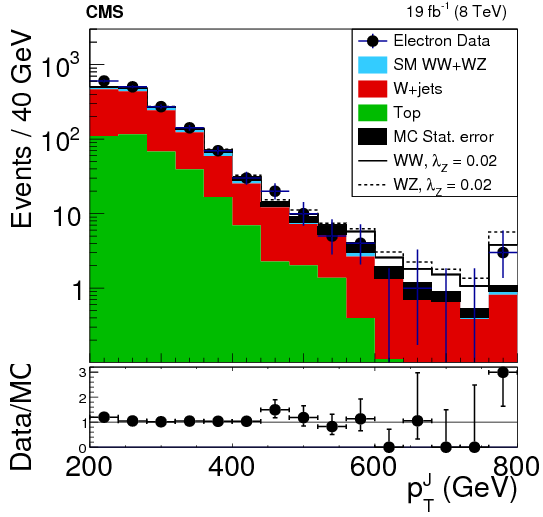 CMS
19 fb⁻¹ (8 TeV)
Events / 40 GeV
10³
10²
10
1
Electron Data
SM WW+WZ
W+jets
Top
MC Stat. error
WW, λ_Z = 0.02
WZ, λ_Z = 0.02
Data/MC
3
2
1
0
200
400
600
800
p_T^J (GeV)